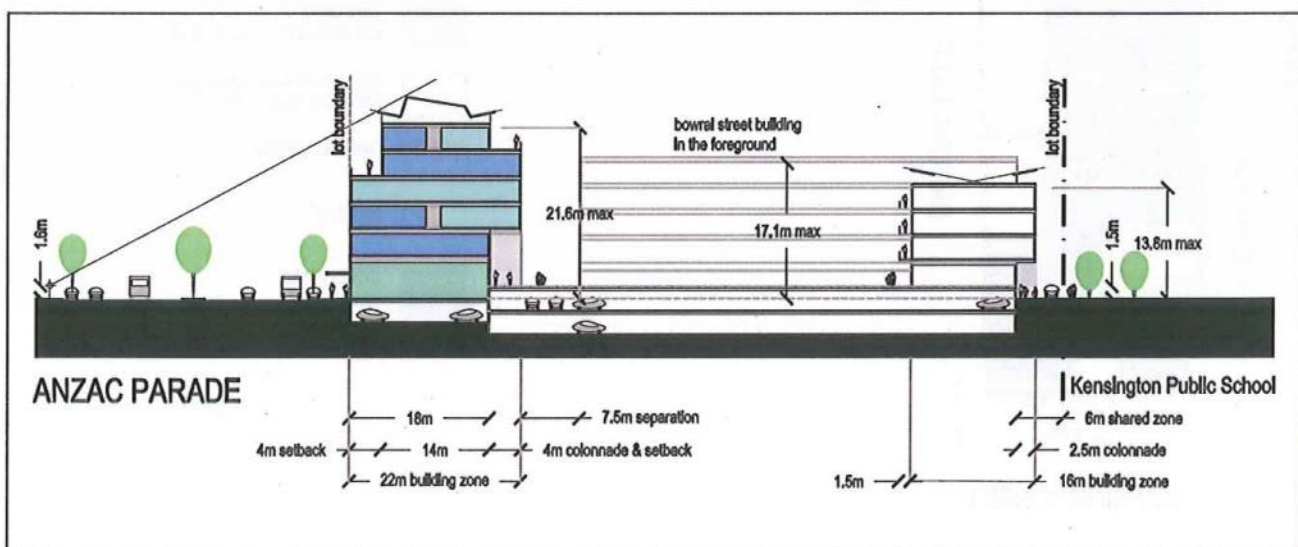 lot boundary
bowral street building
in the foreground
lot boundary
1.6m
21.6m max
17.1m max
1.5m
13.6m max
ANZAC PARADE
Kensington Public School
18m
7.5m separation
6m shared zone
4m setback
14m
4m colonnade & setback
2.5m colonnade
22m building zone
1.5m
16m building zone